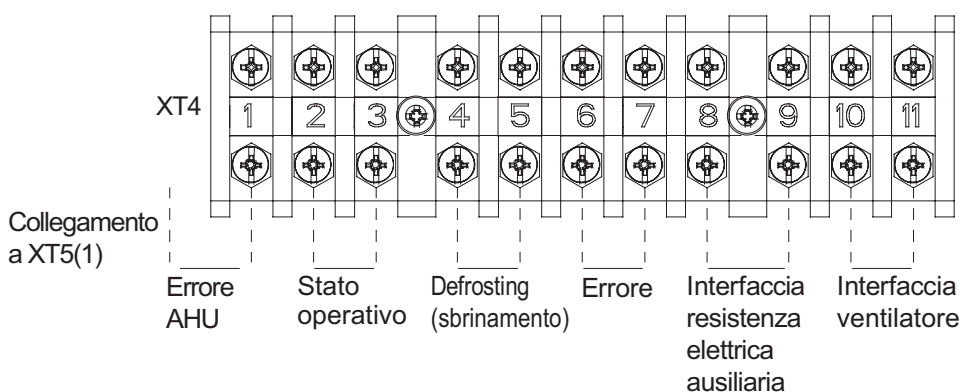 XT4
1 2 3 4 5 6 7 8 9 10 11
Collegamento
a XT5(1)
Errore
AHU
Stato
operativo
Defrosting
(sbrinamento)
Errore
Interfaccia
resistenza
elettrica
ausiliaria
Interfaccia
ventilatore